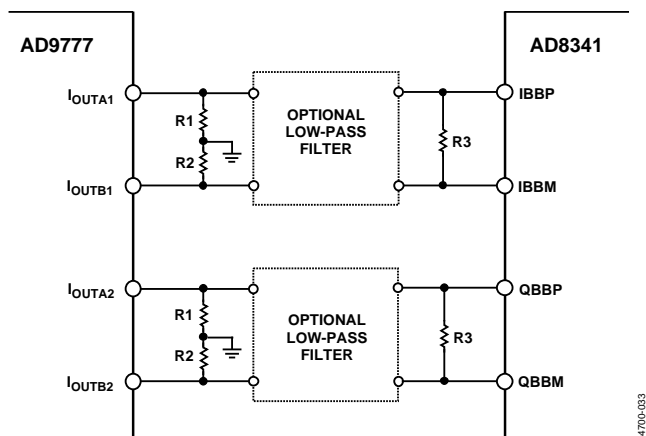 AD9777
AD8341
IOUTA1
R1
R2
IOUTB1
OPTIONAL
LOW-PASS
FILTER
R3
IBBP
IBBM
IOUTA2
R1
R2
IOUTB2
OPTIONAL
LOW-PASS
FILTER
R3
QBBP
QBBM
4700-033